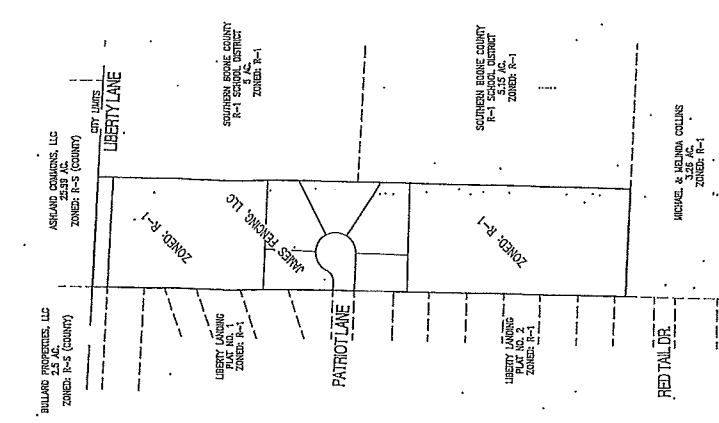 ASHLAND COMMONS, LLC
25.99 AC.
ZONED: R-S (COUNTY)
CITY LIMITS
LIBERTY LANE
BULLARD PROPERTIES, LLC
2.5 AC.
ZONED: R-S (COUNTY)
SOUTHERN BOONE COUNTY
R-1 SCHOOL DISTRICT
5 AC.
ZONED: R-1
ZONED: R-1
JAMES FENCING, LLC
LIBERTY LANDING
PLAT NO. 1
ZONED: R-1
PATRIOT LANE
SOUTHERN BOONE COUNTY
R-1 SCHOOL DISTRICT
5.15 AC.
ZONED: R-1
ZONED: R-1
LIBERTY LANDING
PLAT NO. 2
ZONED: R-1
RED TAIL DR.
MICHAEL & MELINDA COLLINS
3.26 AC.
ZONED: R-1